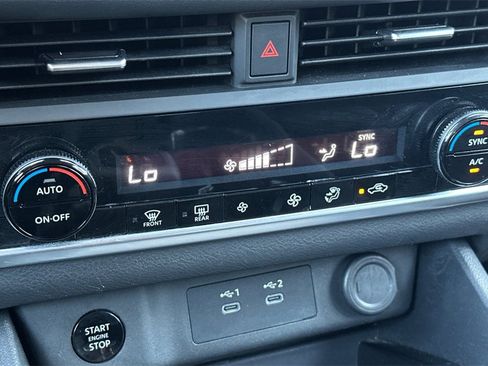 SYNC
Lo
Lo
AUTO
ON·OFF
SYNC
A/C
FRONT
REAR
1
2
START
ENGINE
STOP